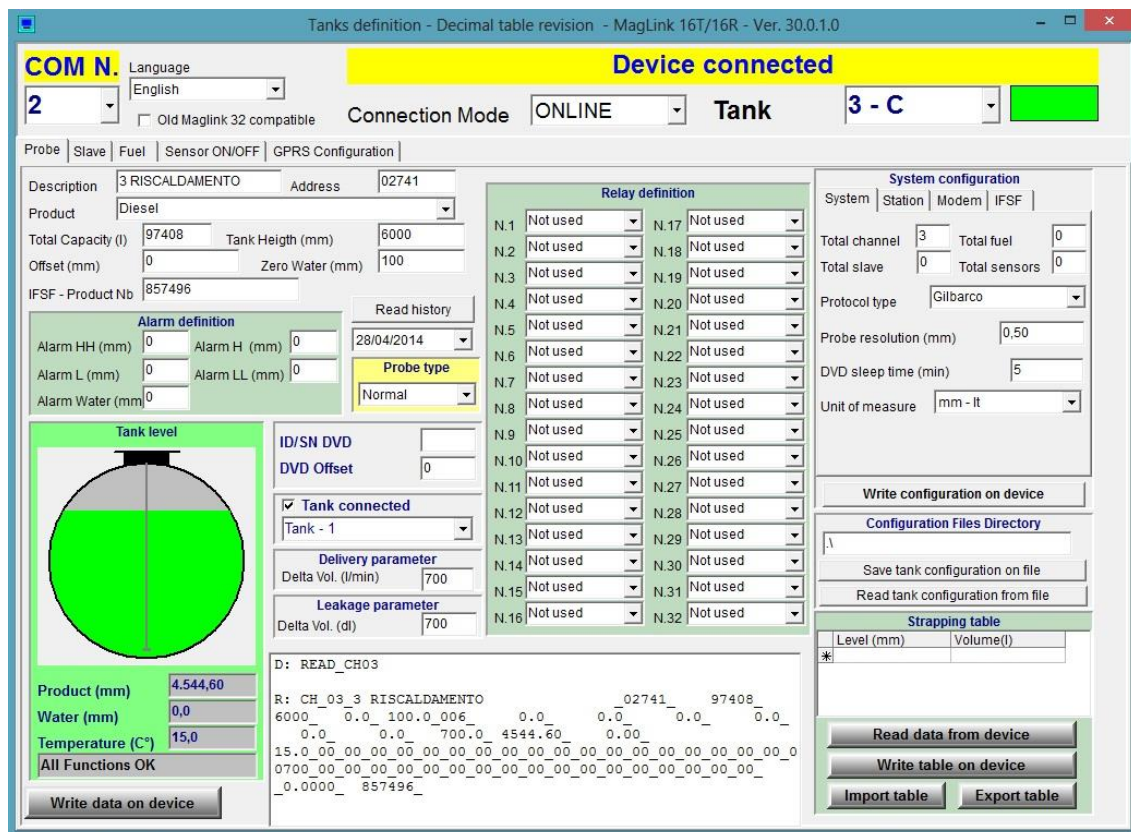 Tanks definition - Decimal table revision - MagLink 16T/16R - Ver. 30.0.1.0
COM N. Language
Device connected
2 English
Old Maglink 32 compatible
Connection Mode ONLINE Tank 3 - C
Probe Slave Fuel Sensor ON/OFF GPRS Configuration
Description 3 RISCALDAMENTO Address 02741
Product Diesel
Total Capacity (l) 97408 Tank Heigth (mm) 6000
Offset (mm) 0 Zero Water (mm) 100
IFSF - Product Nb 857496
Alarm definition
Alarm HH (mm) 0 Alarm H (mm) 0
Alarm L (mm) 0 Alarm LL (mm) 0
Alarm Water (mm 0
Read history
28/04/2014
Probe type
Normal
Tank level
Product (mm) 4.544,60
Water (mm) 0,0
Temperature (C°) 15,0
All Functions OK
Write data on device
ID/SN DVD
DVD Offset 0
Tank connected
Tank - 1
Delivery parameter
Delta Vol. (l/min) 700
Leakage parameter
Delta Vol. (dl) 700
Relay definition
N.1 Not used N.17 Not used
N.2 Not used N.18 Not used
N.3 Not used N.19 Not used
N.4 Not used N.20 Not used
N.5 Not used N.21 Not used
N.6 Not used N.22 Not used
N.7 Not used N.23 Not used
N.8 Not used N.24 Not used
N.9 Not used N.25 Not used
N.10 Not used N.26 Not used
N.11 Not used N.27 Not used
N.12 Not used N.28 Not used
N.13 Not used N.29 Not used
N.14 Not used N.30 Not used
N.15 Not used N.31 Not used
N.16 Not used N.32 Not used
D: READ_CH03
R: CH_03_3 RISCALDAMENTO _02741_ 97408_
6000_ 0.0_ 100.0_006_ 0.0_ 0.0_ 0.0_ 0.0_
0.0_ 0.0_ 700.0_ 4544.60_ 0.00_
15.0_00_00_00_00_00_00_00_00_00_00_00_00_00_00_00_00_0
0700_00_00_00_00_00_00_00_00_00_00_00_00_00_00_00_
_0.0000_ 857496_
System configuration
System Station Modem IFSF
Total channel 3 Total fuel 0
Total slave 0 Total sensors 0
Protocol type Gilbarco
Probe resolution (mm) 0,50
DVD sleep time (min) 5
Unit of measure mm - lt
Write configuration on device
Configuration Files Directory
.\
Save tank configuration on file
Read tank configuration from file
Strapping table
Level (mm) Volume(l)
Read data from device
Write table on device
Import table Export table